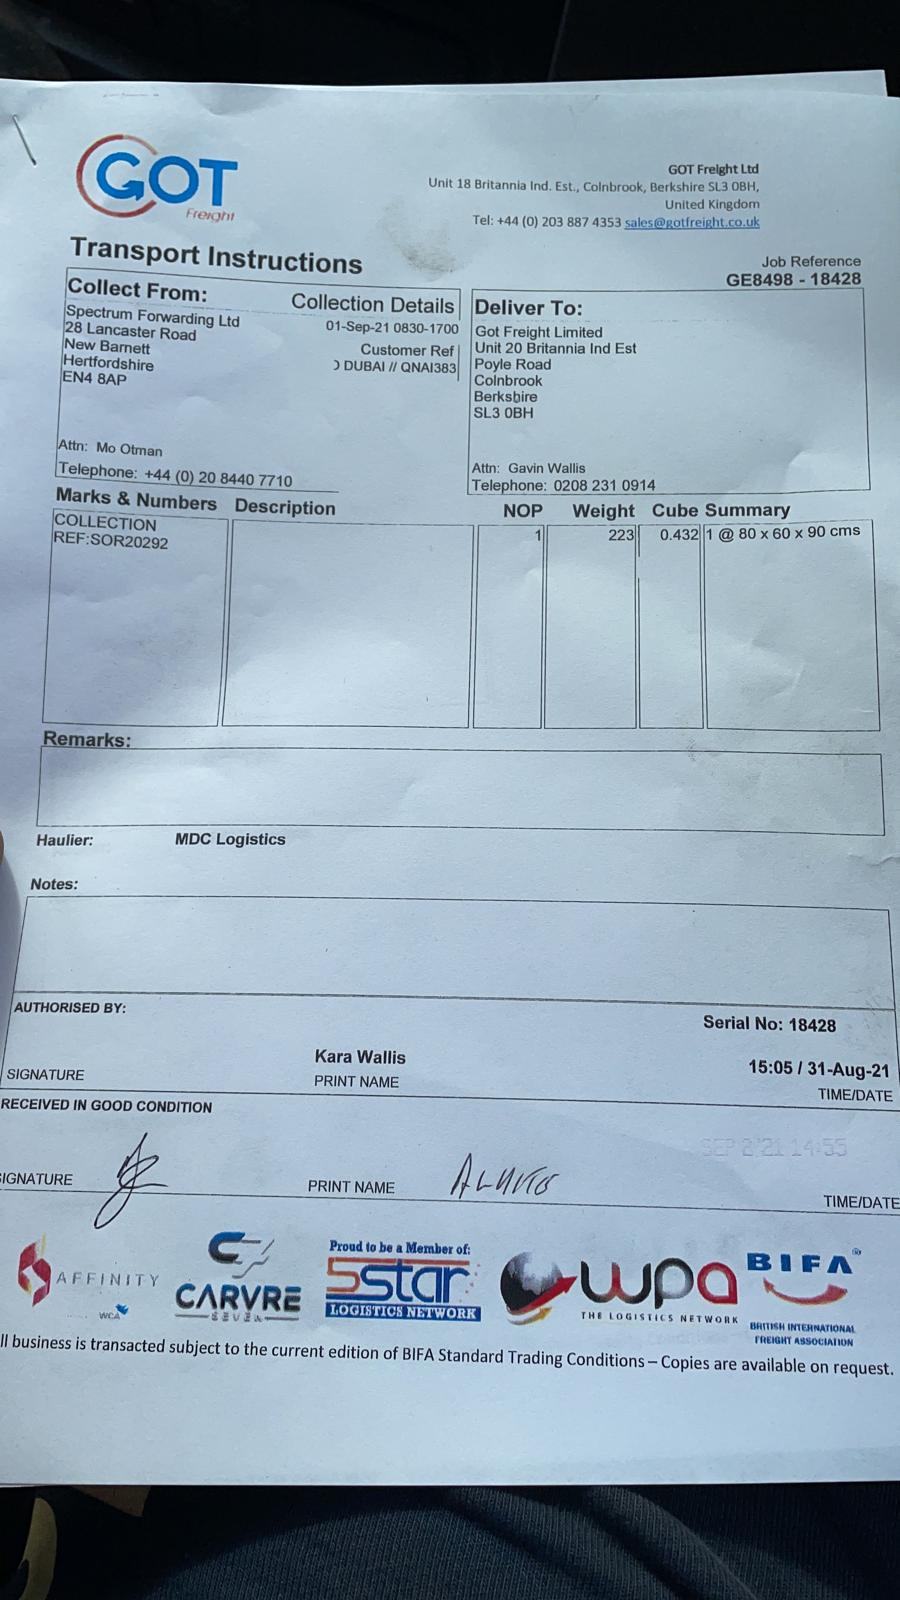 GOT
Freight
GOT Freight Ltd
Unit 18 Britannia Ind. Est., Colnbrook, Berkshire SL3 0BH,
United Kingdom
Tel: +44 (0) 203 887 4353 sales@gotfreight.co.uk
Transport Instructions
Job Reference
GE8498 - 18428
Collect From:
Spectrum Forwarding Ltd
28 Lancaster Road
New Barnett
Hertfordshire
EN4 8AP
Attn: Mo Otman
Telephone: +44 (0) 20 8440 7710
Collection Details
01-Sep-21 0830-1700
Customer Ref
DUBAI // QNAI383
Deliver To:
Got Freight Limited
Unit 20 Britannia Ind Est
Poyle Road
Colnbrook
Berkshire
SL3 0BH
Attn: Gavin Wallis
Telephone: 0208 231 0914
Marks & Numbers Description NOP Weight Cube Summary
COLLECTION 1 223 0.432 1 @ 80 x 60 x 90 cms
REF:SOR20292
Remarks:
Haulier: MDC Logistics
Notes:
AUTHORISED BY:
Serial No: 18428
Kara Wallis 15:05 / 31-Aug-21
SIGNATURE PRINT NAME TIME/DATE
RECEIVED IN GOOD CONDITION
SEP 2/21 14:55
IGNATURE PRINT NAME TIME/DATE
AFFINITY
WCA
CARVRE
SEVEN
Proud to be a Member of:
5star
LOGISTICS NETWORK
wpa
THE LOGISTICS NETWORK
BIFA®
BRITISH INTERNATIONAL
FREIGHT ASSOCIATION
ll business is transacted subject to the current edition of BIFA Standard Trading Conditions – Copies are available on request.